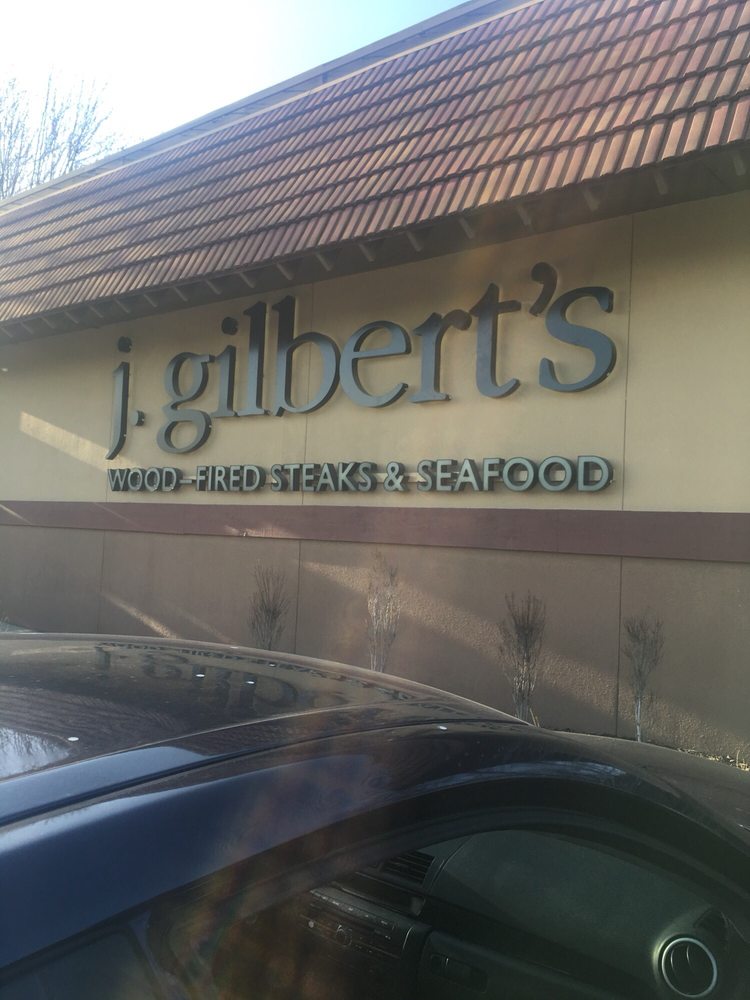 j. gilbert's
WOOD-FIRED STEAKS & SEAFOOD